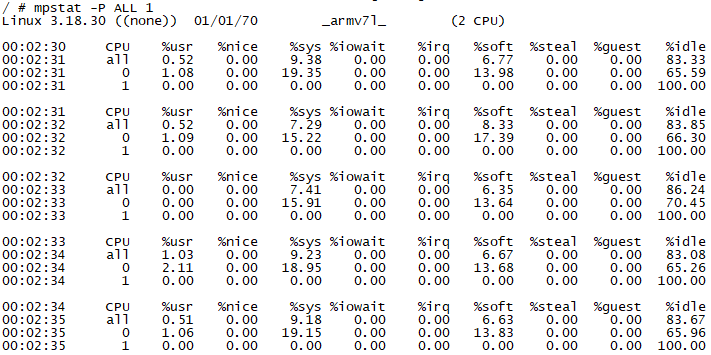 / # mpstat -P ALL 1
Linux 3.18.30 ((none)) 01/01/70 _armv7l_ (2 CPU)
00:02:30 CPU %usr %nice %sys %iowait %irq %soft %steal %guest %idle
00:02:31 all 0.52 0.00 9.38 0.00 0.00 6.77 0.00 0.00 83.33
00:02:31 0 1.08 0.00 19.35 0.00 0.00 13.98 0.00 0.00 65.59
00:02:31 1 0.00 0.00 0.00 0.00 0.00 0.00 0.00 0.00 100.00
00:02:31 CPU %usr %nice %sys %iowait %irq %soft %steal %guest %idle
00:02:32 all 0.52 0.00 7.29 0.00 0.00 8.33 0.00 0.00 83.85
00:02:32 0 1.09 0.00 15.22 0.00 0.00 17.39 0.00 0.00 66.30
00:02:32 1 0.00 0.00 0.00 0.00 0.00 0.00 0.00 0.00 100.00
00:02:32 CPU %usr %nice %sys %iowait %irq %soft %steal %guest %idle
00:02:33 all 0.00 0.00 7.41 0.00 0.00 6.35 0.00 0.00 86.24
00:02:33 0 0.00 0.00 15.91 0.00 0.00 13.64 0.00 0.00 70.45
00:02:33 1 0.00 0.00 0.00 0.00 0.00 0.00 0.00 0.00 100.00
00:02:33 CPU %usr %nice %sys %iowait %irq %soft %steal %guest %idle
00:02:34 all 1.03 0.00 9.23 0.00 0.00 6.67 0.00 0.00 83.08
00:02:34 0 2.11 0.00 18.95 0.00 0.00 13.68 0.00 0.00 65.26
00:02:34 1 0.00 0.00 0.00 0.00 0.00 0.00 0.00 0.00 100.00
00:02:34 CPU %usr %nice %sys %iowait %irq %soft %steal %guest %idle
00:02:35 all 0.51 0.00 9.18 0.00 0.00 6.63 0.00 0.00 83.67
00:02:35 0 1.06 0.00 19.15 0.00 0.00 13.83 0.00 0.00 65.96
00:02:35 1 0.00 0.00 0.00 0.00 0.00 0.00 0.00 0.00 100.00